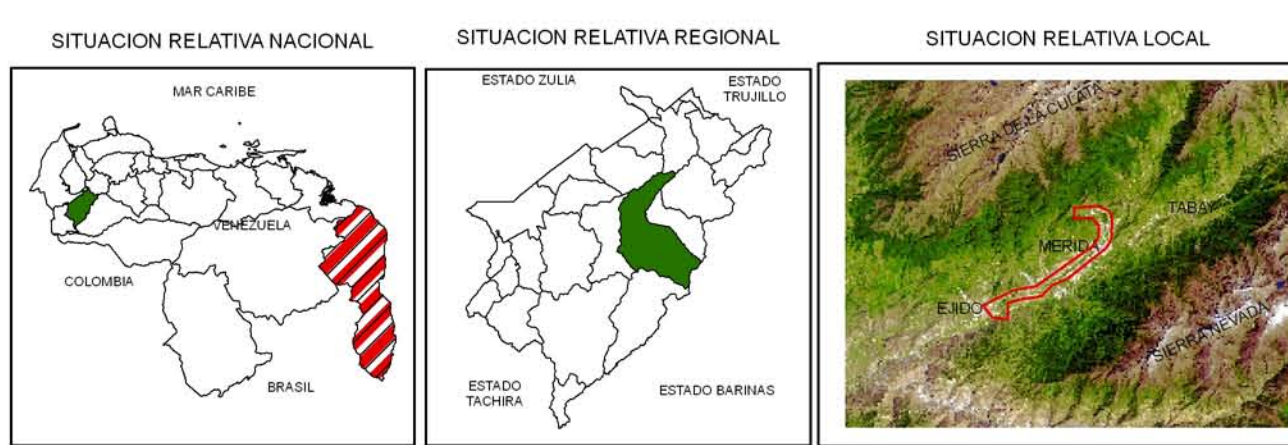 SITUACION RELATIVA NACIONAL
MAR CARIBE
VENEZUELA
COLOMBIA
BRASIL
SITUACION RELATIVA REGIONAL
ESTADO ZULIA
ESTADO
TRUJILLO
ESTADO
TACHIRA
ESTADO BARINAS
SITUACION RELATIVA LOCAL
SIERRA DE LA CULATA
TABAY
MERIDA
EJIDO
SIERRA NEVADA